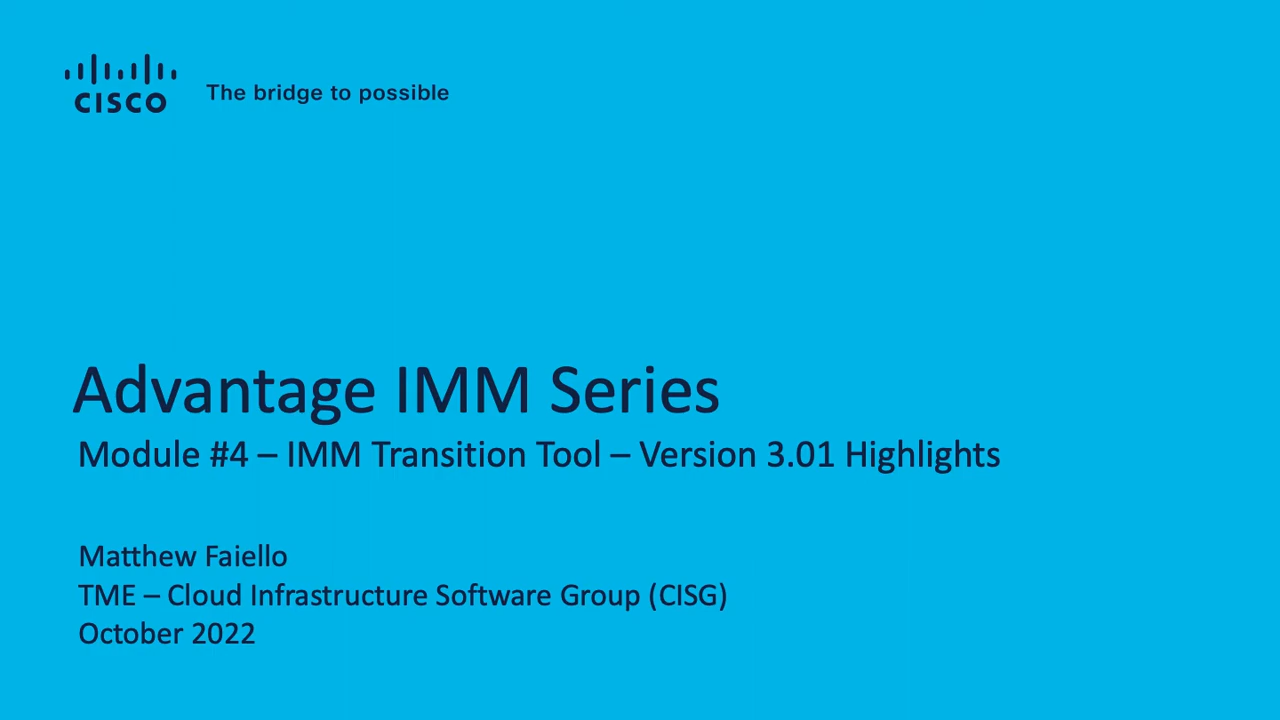 CISCO
The bridge to possible
Advantage IMM Series
Module #4 – IMM Transition Tool – Version 3.01 Highlights
Matthew Faiello
TME – Cloud Infrastructure Software Group (CISG)
October 2022